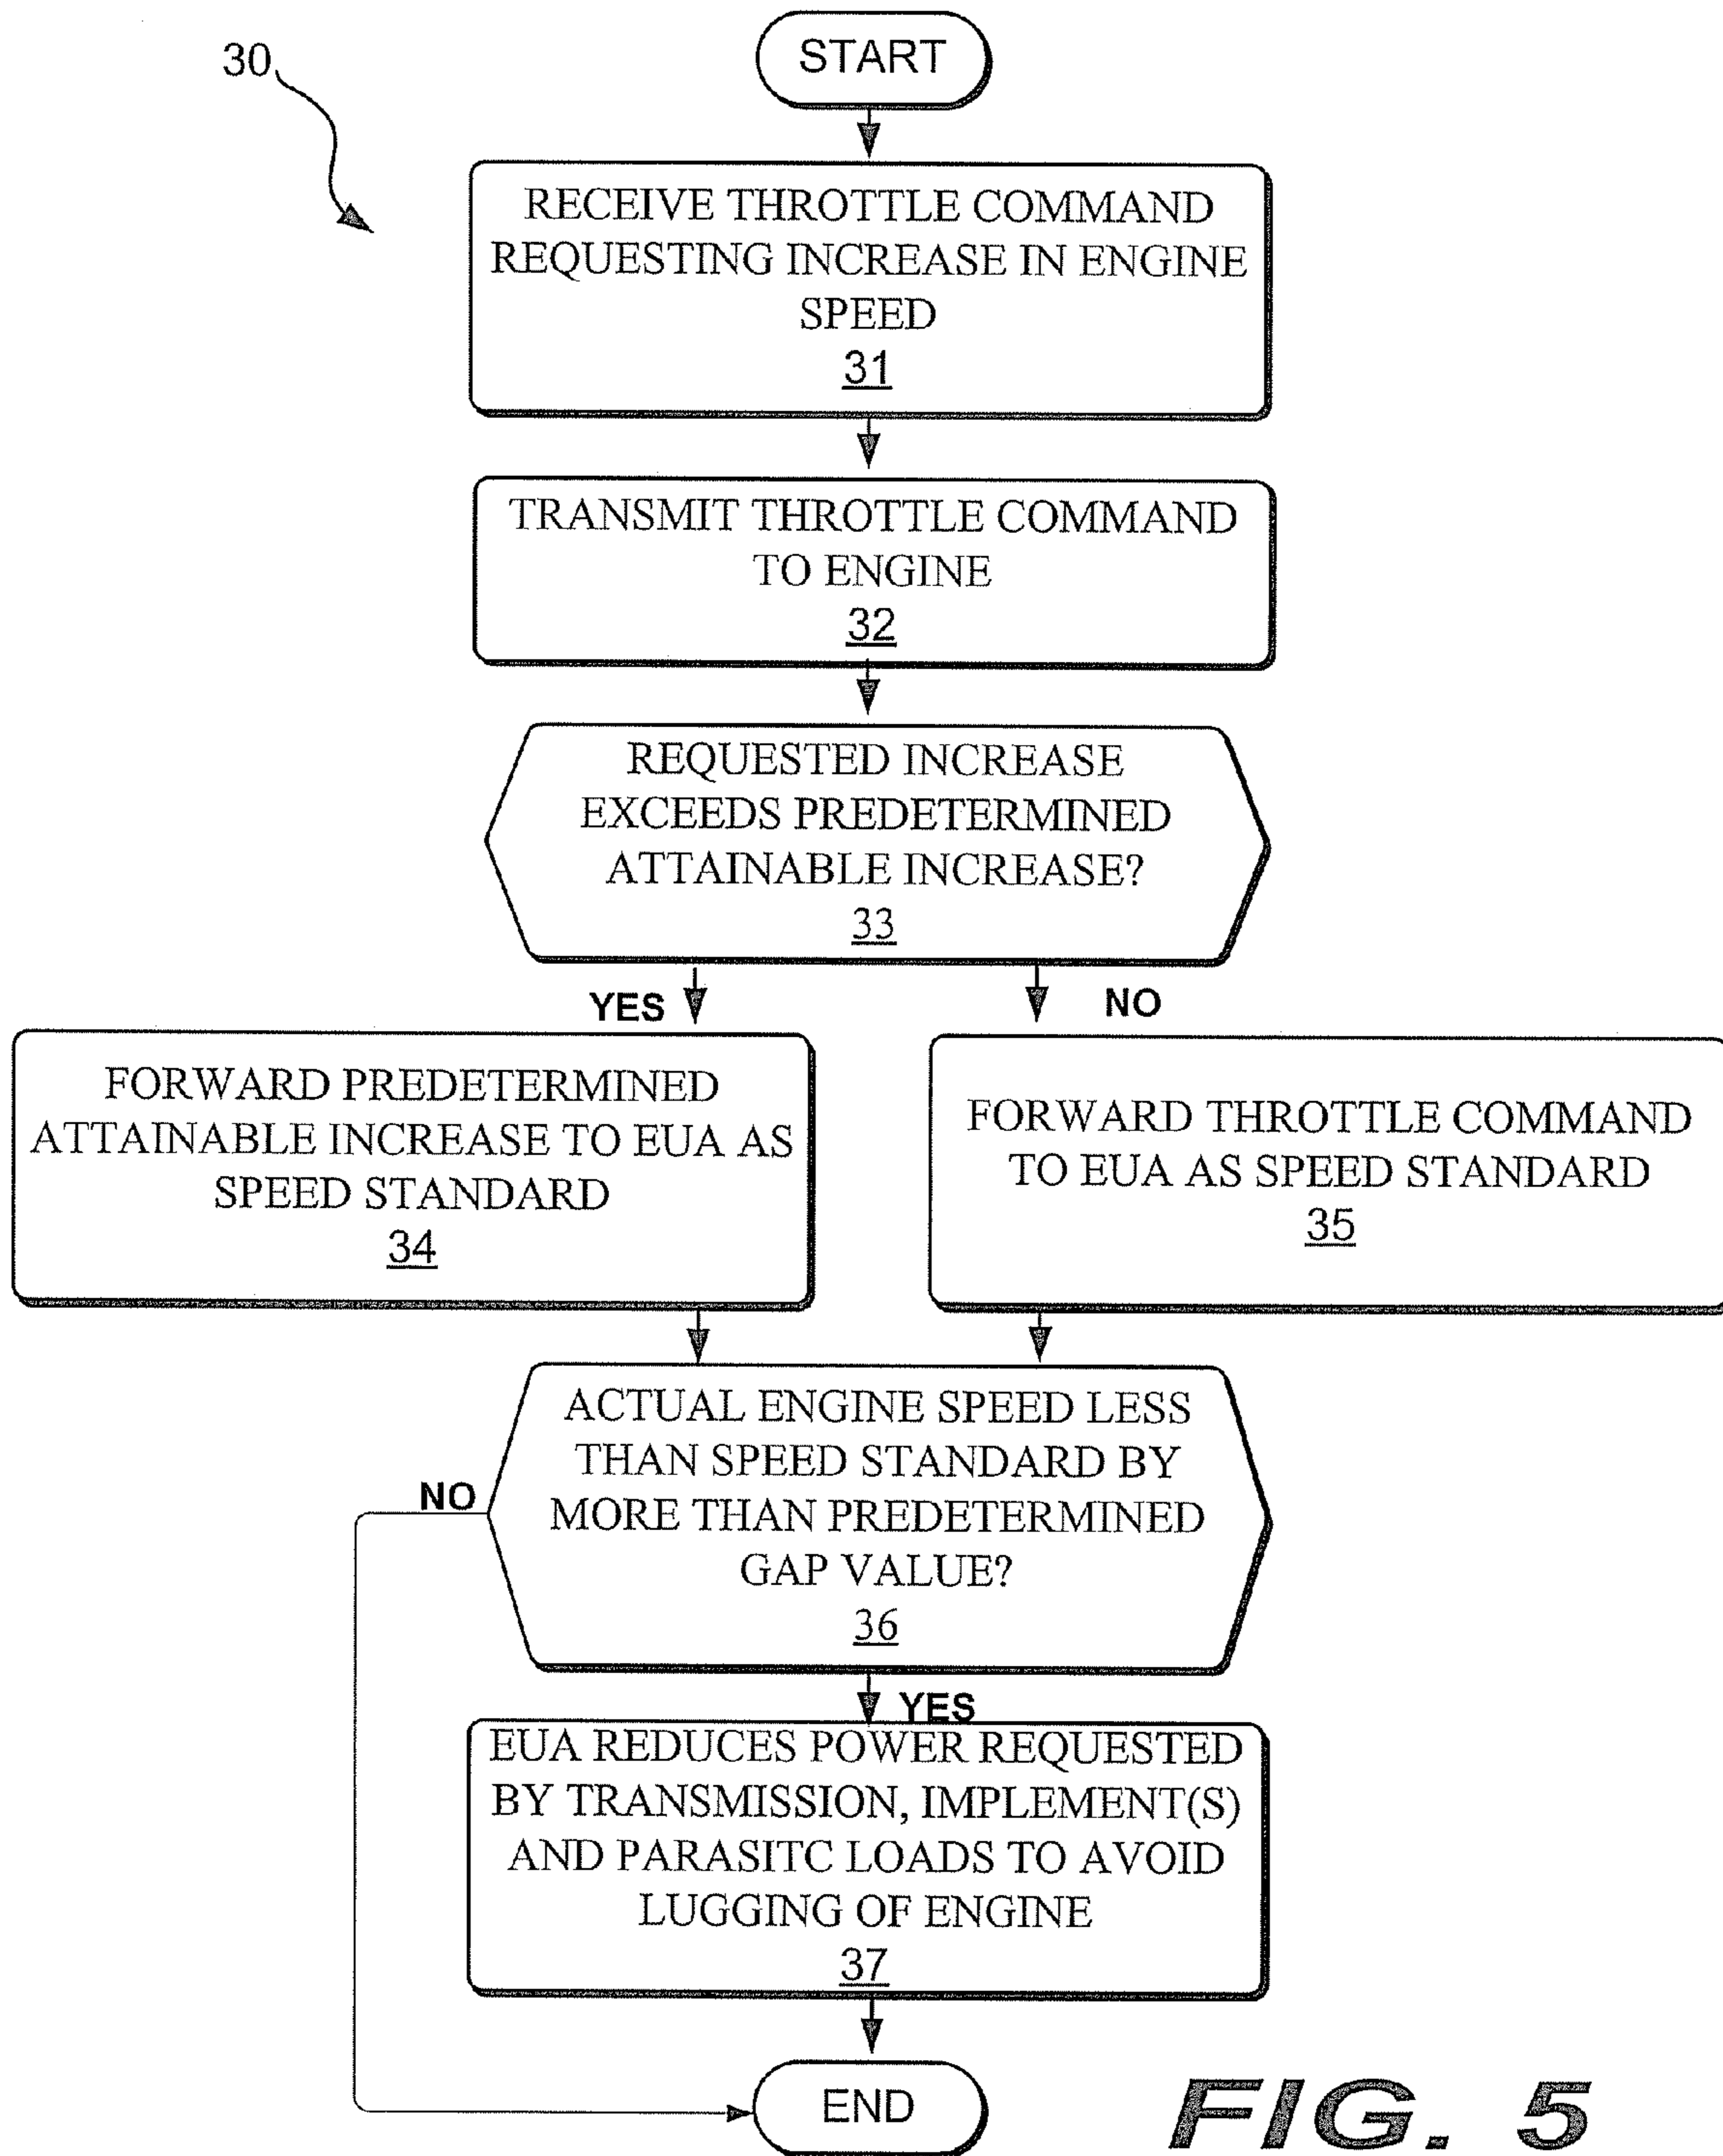 30
START
RECEIVE THROTTLE COMMAND
REQUESTING INCREASE IN ENGINE
SPEED
31
TRANSMIT THROTTLE COMMAND
TO ENGINE
32
REQUESTED INCREASE
EXCEEDS PREDETERMINED
ATTAINABLE INCREASE?
33
YES
NO
FORWARD PREDETERMINED
ATTAINABLE INCREASE TO EUA AS
SPEED STANDARD
34
FORWARD THROTTLE COMMAND
TO EUA AS SPEED STANDARD
35
ACTUAL ENGINE SPEED LESS
THAN SPEED STANDARD BY
MORE THAN PREDETERMINED
GAP VALUE?
36
NO
YES
EUA REDUCES POWER REQUESTED
BY TRANSMISSION, IMPLEMENT(S)
AND PARASITC LOADS TO AVOID
LUGGING OF ENGINE
37
END
FIG. 5